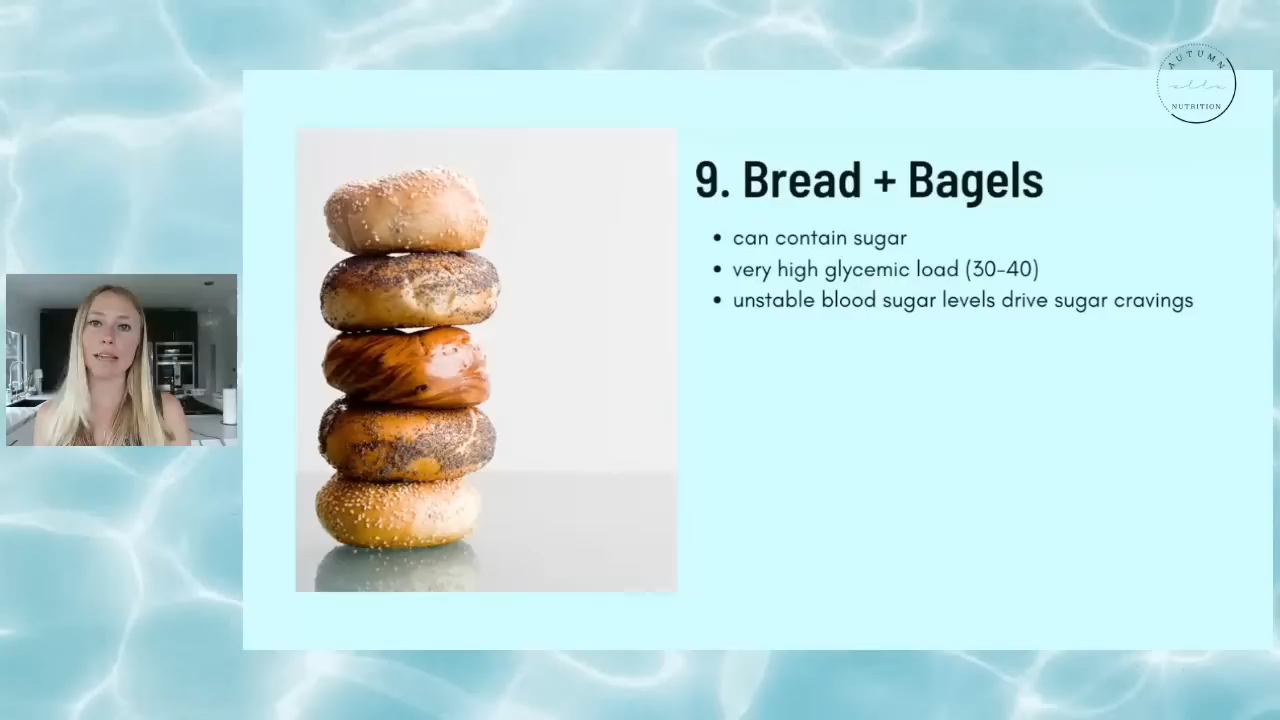 AUTUMN
elle
NUTRITION
9. Bread + Bagels
• can contain sugar
• very high glycemic load (30-40)
• unstable blood sugar levels drive sugar cravings